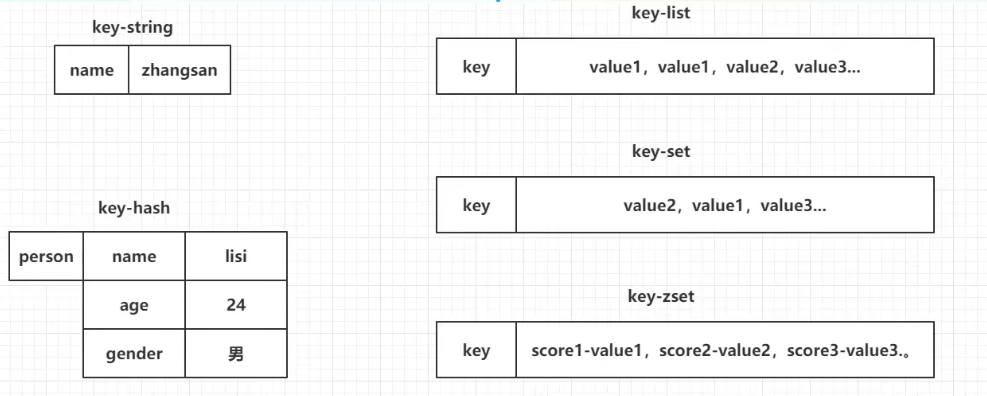 key-string
name zhangsan
key-hash
person name lisi
age 24
gender 男
key-list
key value1，value1，value2，value3...
key-set
key value2，value1，value3...
key-zset
key score1-value1，score2-value2，score3-value3.。